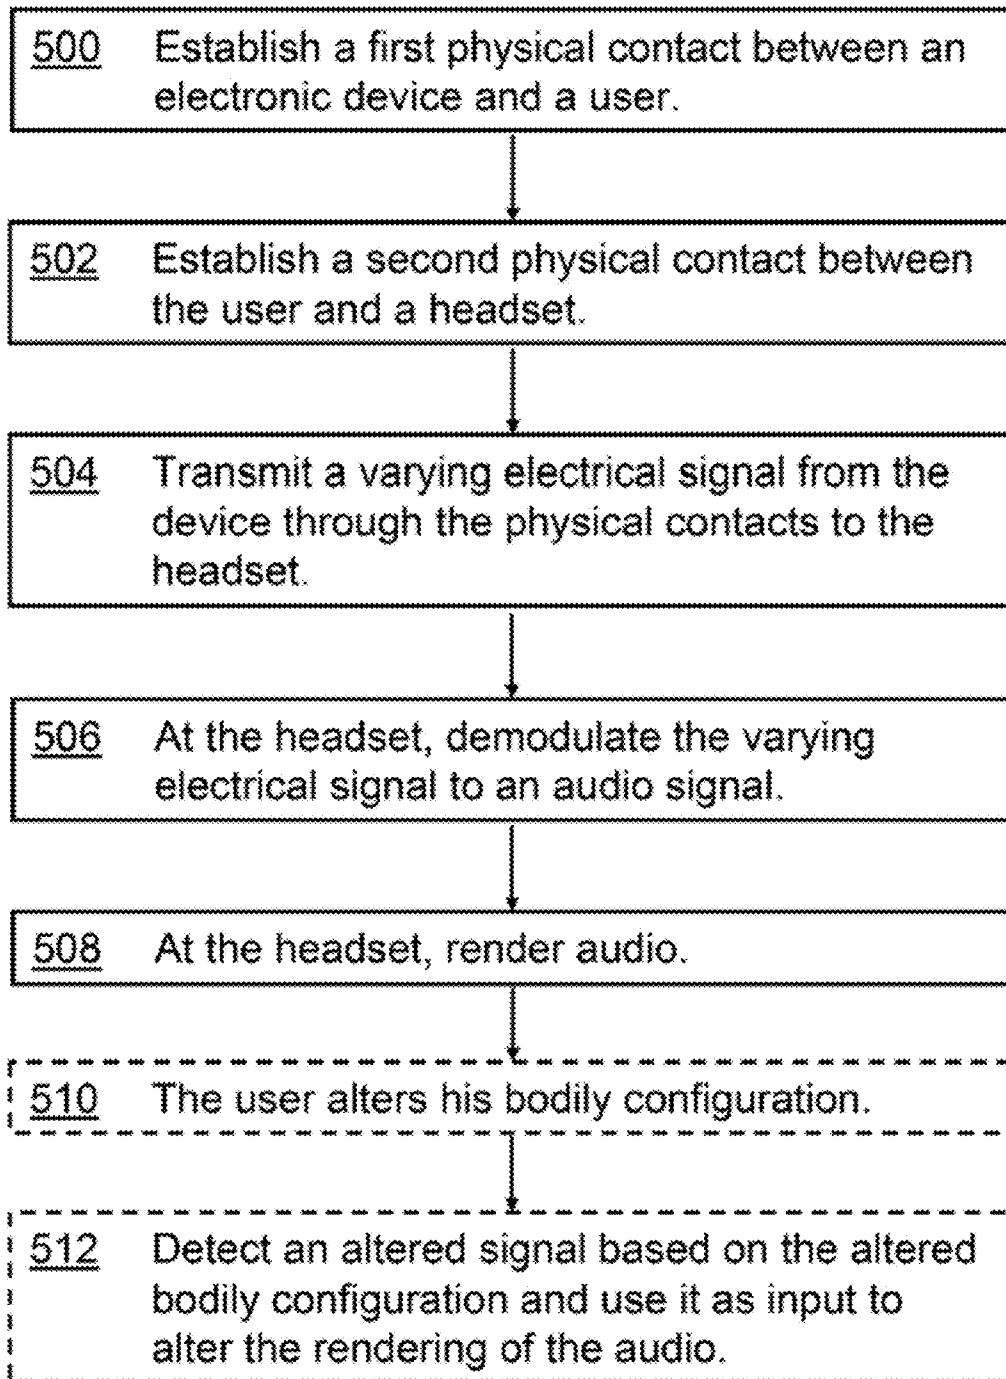 500 Establish a first physical contact between an
electronic device and a user.
502 Establish a second physical contact between
the user and a headset.
504 Transmit a varying electrical signal from the
device through the physical contacts to the
headset.
506 At the headset, demodulate the varying
electrical signal to an audio signal.
508 At the headset, render audio.
510 The user alters his bodily configuration.
512 Detect an altered signal based on the altered
bodily configuration and use it as input to
alter the rendering of the audio.